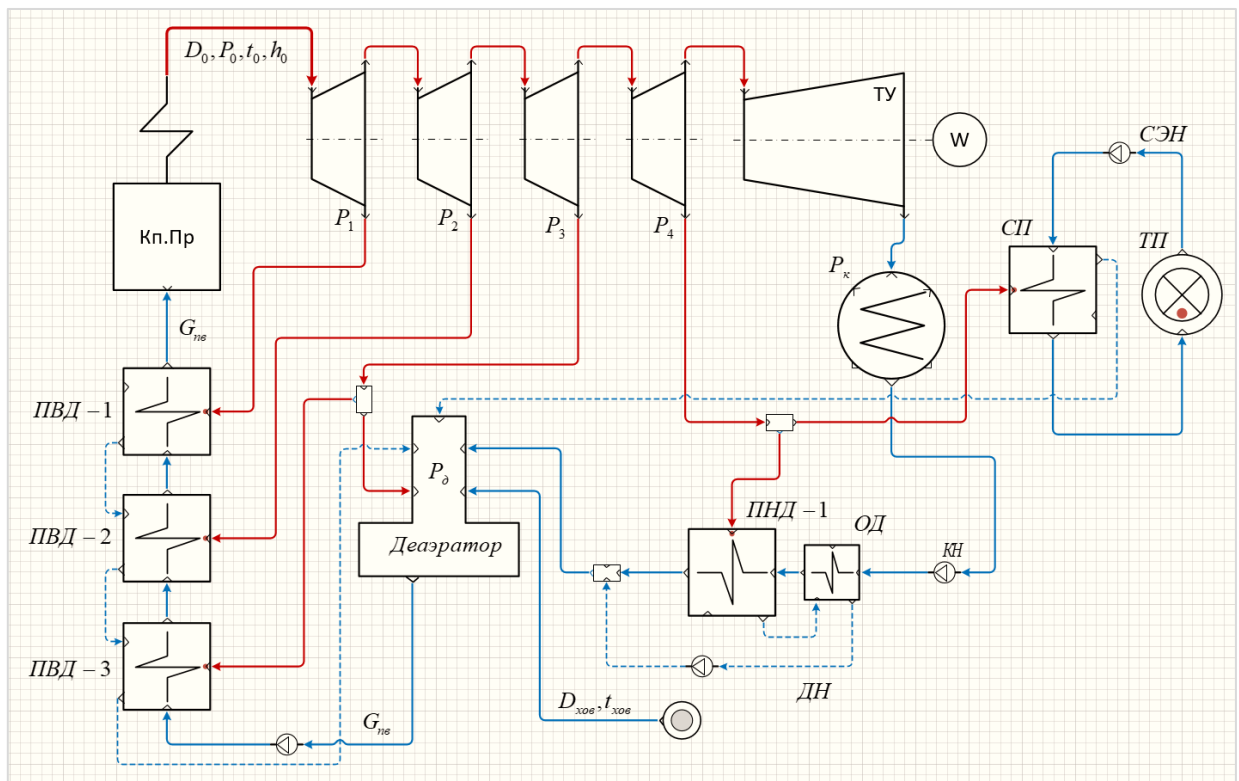 D₀, P₀, t₀, h₀
ТУ
W
СЭН
Кп.Пр
P₁
P₂
P₃
P₄
СП
ТП
Pк
Gпв
ПВД – 1
Pд
ПНД – 1
ОД
КН
ПВД – 2
Деаэратор
ПВД – 3
ДН
Dхов, tхов
Gпв